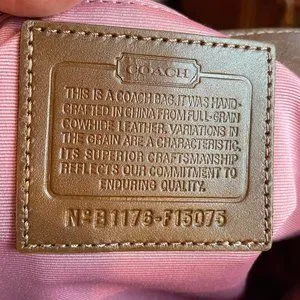 COACH
THIS IS A COACH BAG. IT WAS HAND-
CRAFTED IN CHINA FROM FULL-GRAIN
COWHIDE LEATHER. VARIATIONS IN
THE GRAIN ARE A CHARACTERISTIC.
ITS SUPERIOR CRAFTSMANSHIP
REFLECTS OUR COMMITMENT TO
ENDURING QUALITY.
Nº B1176-F15075